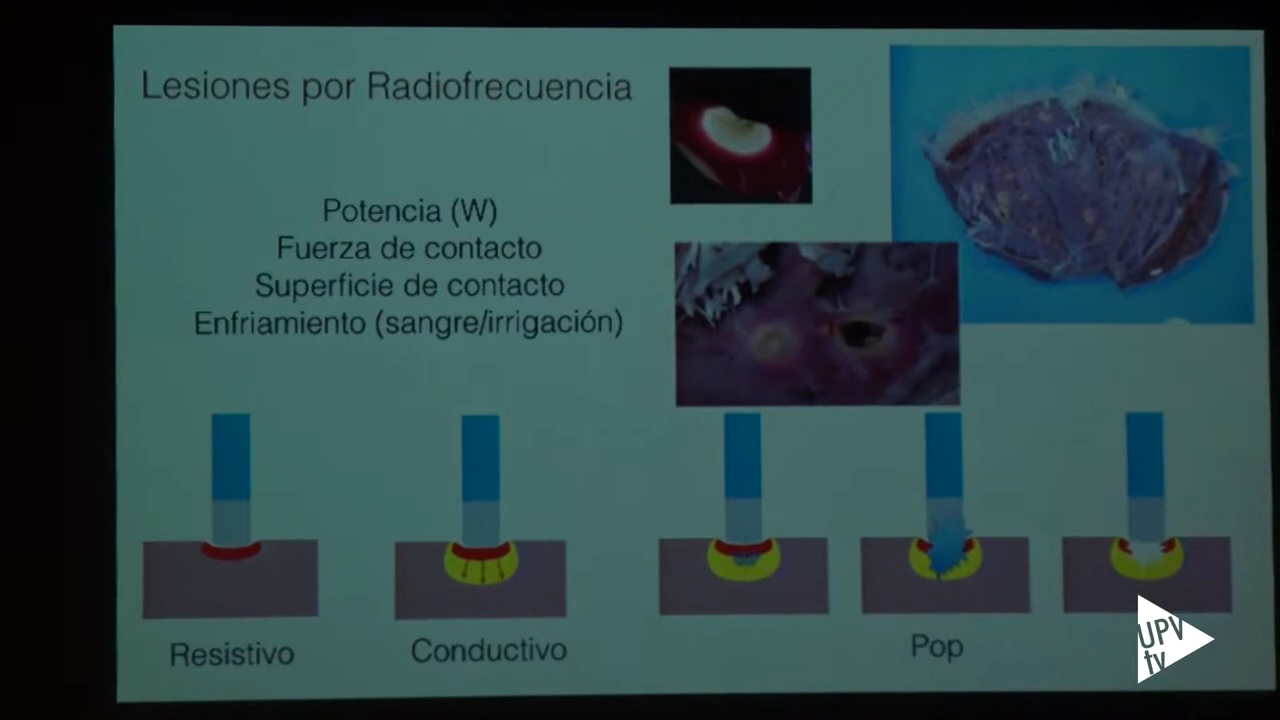 Lesiones por Radiofrecuencia
Potencia (W)
Fuerza de contacto
Superficie de contacto
Enfriamiento (sangre/irrigación)
Resistivo
Conductivo
Pop
UPV
tv